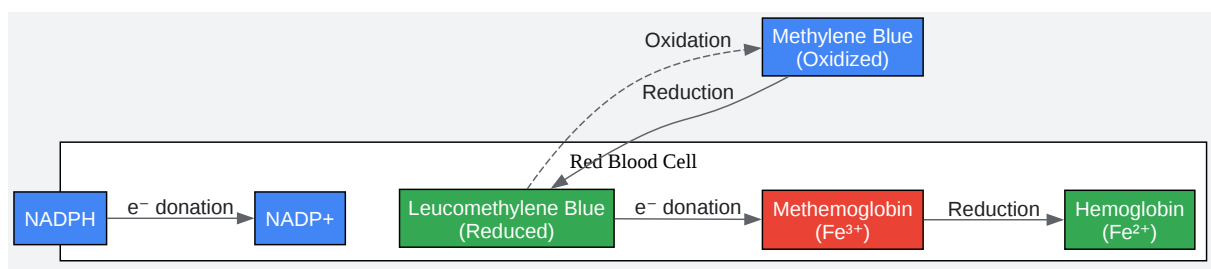 Oxidation
Methylene Blue
(Oxidized)
Reduction
Red Blood Cell
NADPH
e⁻ donation
NADP+
Leucomethylene Blue
(Reduced)
e⁻ donation
Methemoglobin
(Fe³⁺)
Reduction
Hemoglobin
(Fe²⁺)